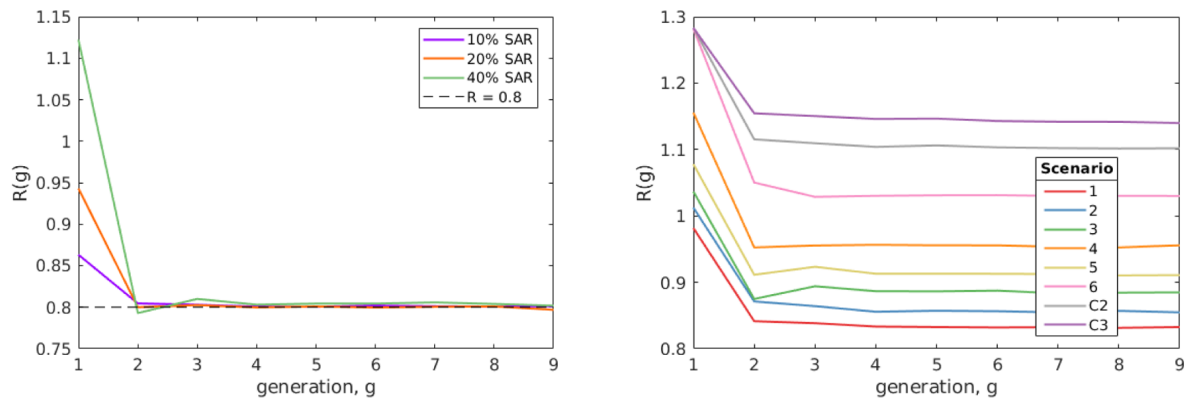 1.15
1.1
1.05
1
0.95
0.9
0.85
0.8
0.75
R(g)
1 2 3 4 5 6 7 8 9
generation, g
10% SAR
20% SAR
40% SAR
R = 0.8
1.3
1.2
1.1
1
0.9
0.8
R(g)
1 2 3 4 5 6 7 8 9
generation, g
Scenario
1
2
3
4
5
6
C2
C3